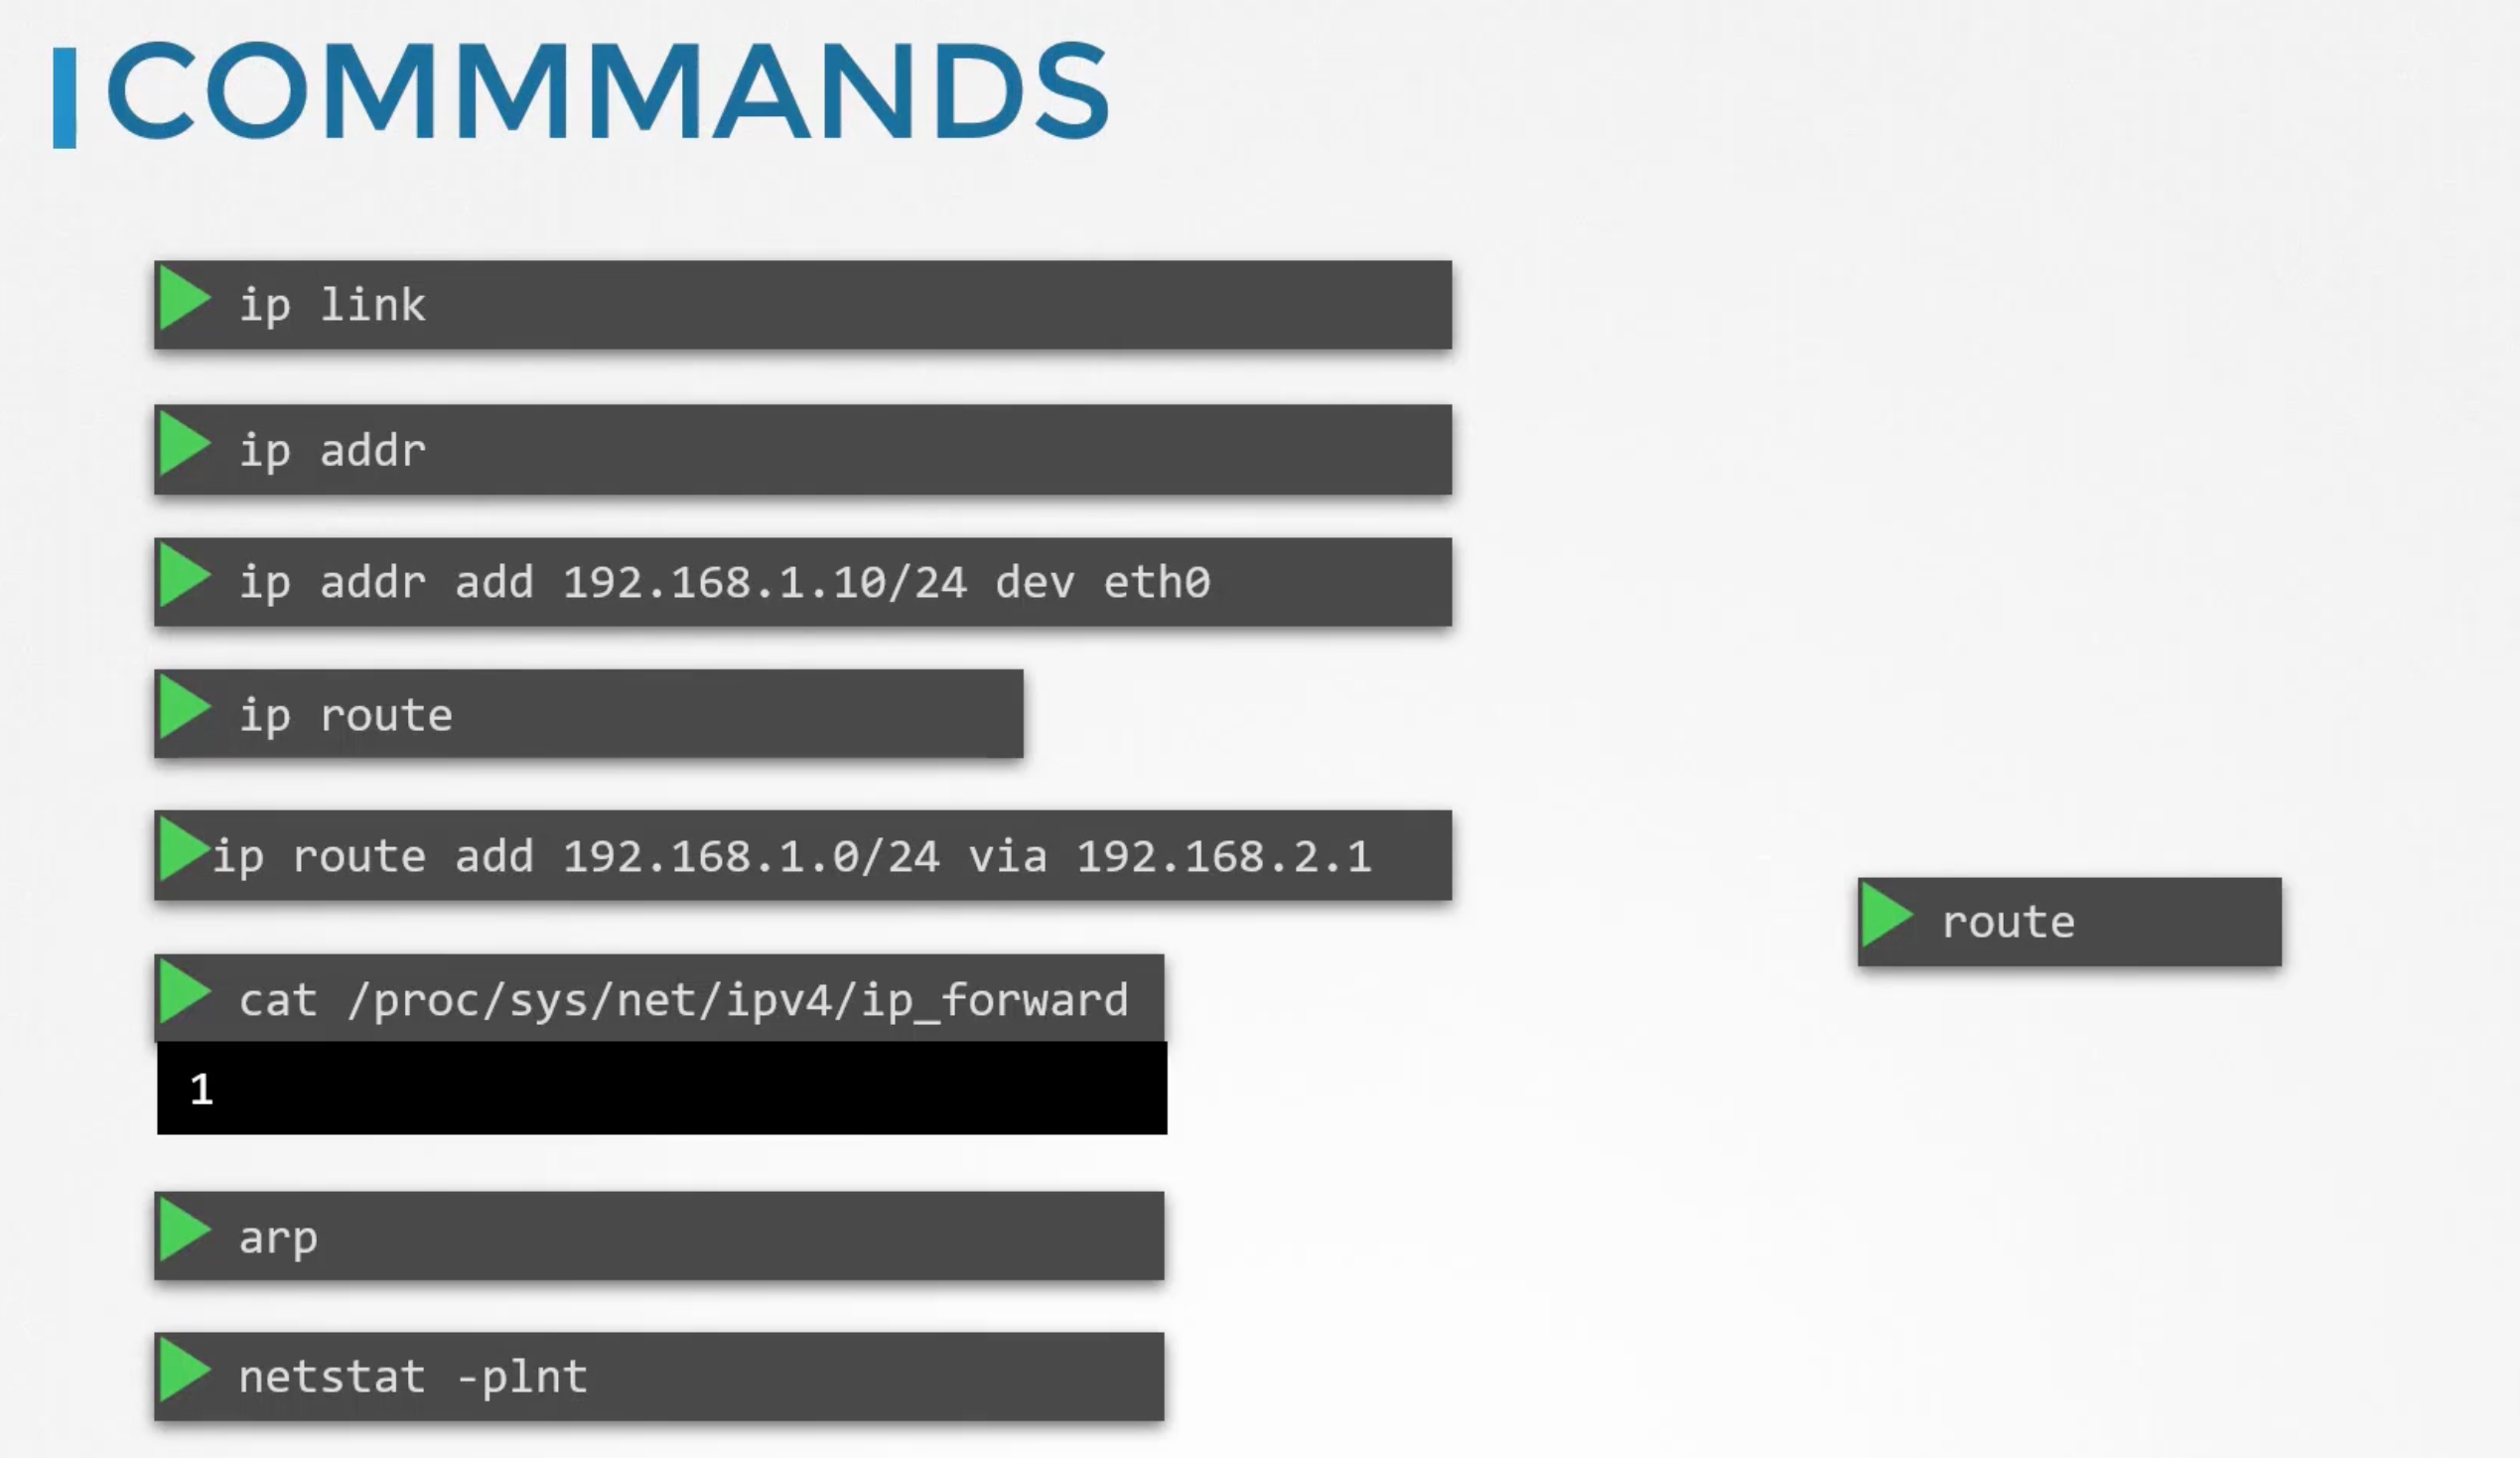 COMMMANDS
ip link
ip addr
ip addr add 192.168.1.10/24 dev eth0
ip route
ip route add 192.168.1.0/24 via 192.168.2.1
route
cat /proc/sys/net/ipv4/ip_forward
1
arp
netstat -plnt